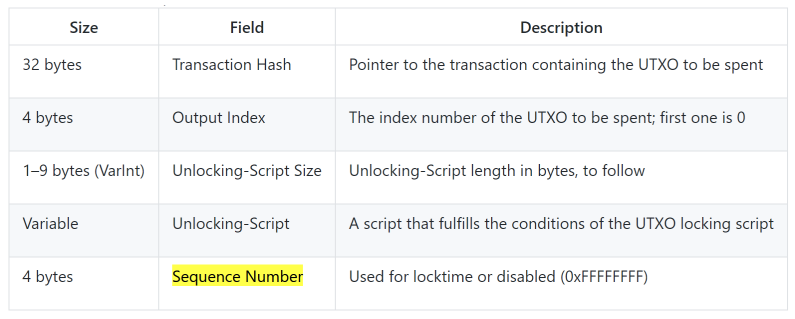 Size Field Description
32 bytes Transaction Hash Pointer to the transaction containing the UTXO to be spent
4 bytes Output Index The index number of the UTXO to be spent; first one is 0
1–9 bytes (VarInt) Unlocking-Script Size Unlocking-Script length in bytes, to follow
Variable Unlocking-Script A script that fulfills the conditions of the UTXO locking script
4 bytes Sequence Number Used for locktime or disabled (0xFFFFFFFF)